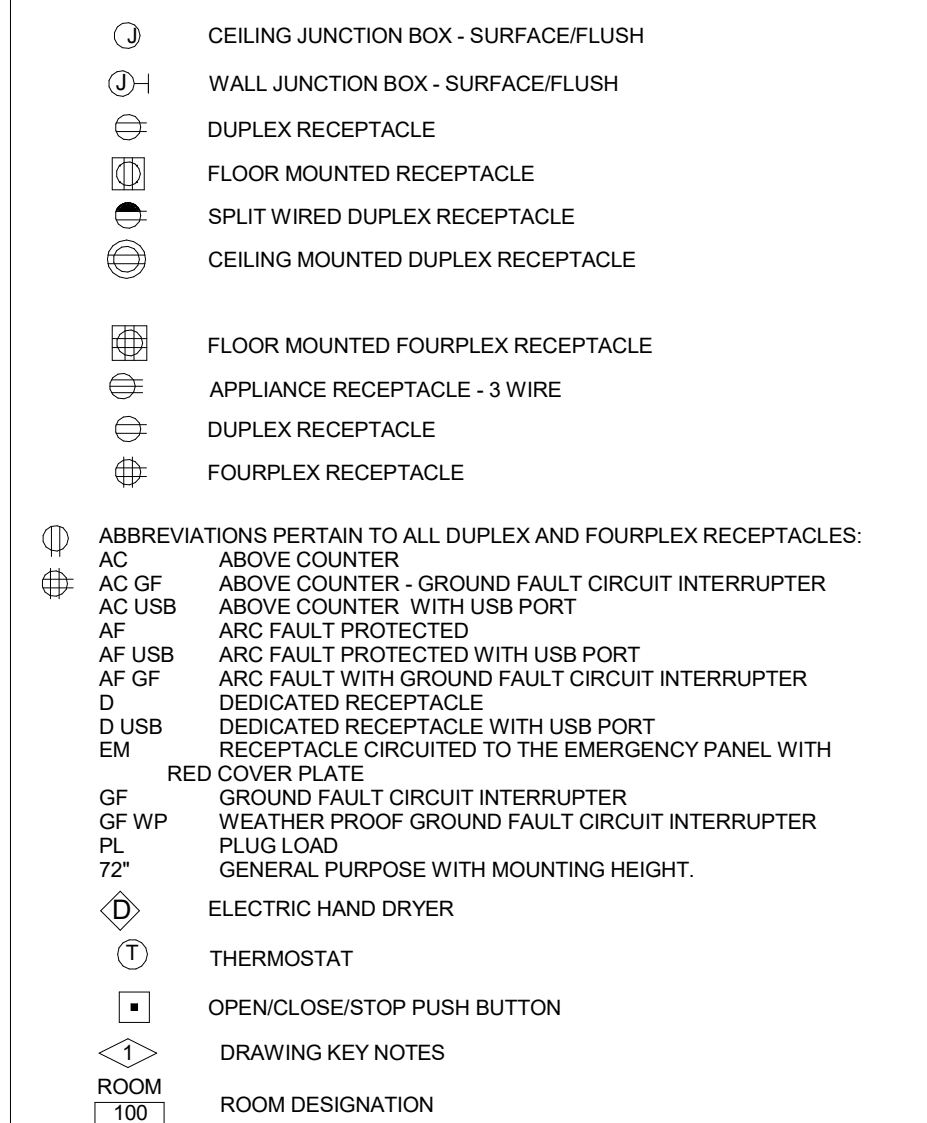 J CEILING JUNCTION BOX - SURFACE/FLUSH
J WALL JUNCTION BOX - SURFACE/FLUSH
DUPLEX RECEPTACLE
FLOOR MOUNTED RECEPTACLE
SPLIT WIRED DUPLEX RECEPTACLE
CEILING MOUNTED DUPLEX RECEPTACLE
FLOOR MOUNTED FOURPLEX RECEPTACLE
APPLIANCE RECEPTACLE - 3 WIRE
DUPLEX RECEPTACLE
FOURPLEX RECEPTACLE
ABBREVIATIONS PERTAIN TO ALL DUPLEX AND FOURPLEX RECEPTACLES:
AC ABOVE COUNTER
AC GF ABOVE COUNTER - GROUND FAULT CIRCUIT INTERRUPTER
AC USB ABOVE COUNTER WITH USB PORT
AF ARC FAULT PROTECTED
AF USB ARC FAULT PROTECTED WITH USB PORT
AF GF ARC FAULT WITH GROUND FAULT CIRCUIT INTERRUPTER
D DEDICATED RECEPTACLE
D USB DEDICATED RECEPTACLE WITH USB PORT
EM RECEPTACLE CIRCUITED TO THE EMERGENCY PANEL WITH
RED COVER PLATE
GF GROUND FAULT CIRCUIT INTERRUPTER
GF WP WEATHER PROOF GROUND FAULT CIRCUIT INTERRUPTER
PL PLUG LOAD
72" GENERAL PURPOSE WITH MOUNTING HEIGHT.
D ELECTRIC HAND DRYER
T THERMOSTAT
OPEN/CLOSE/STOP PUSH BUTTON
1 DRAWING KEY NOTES
ROOM
100 ROOM DESIGNATION